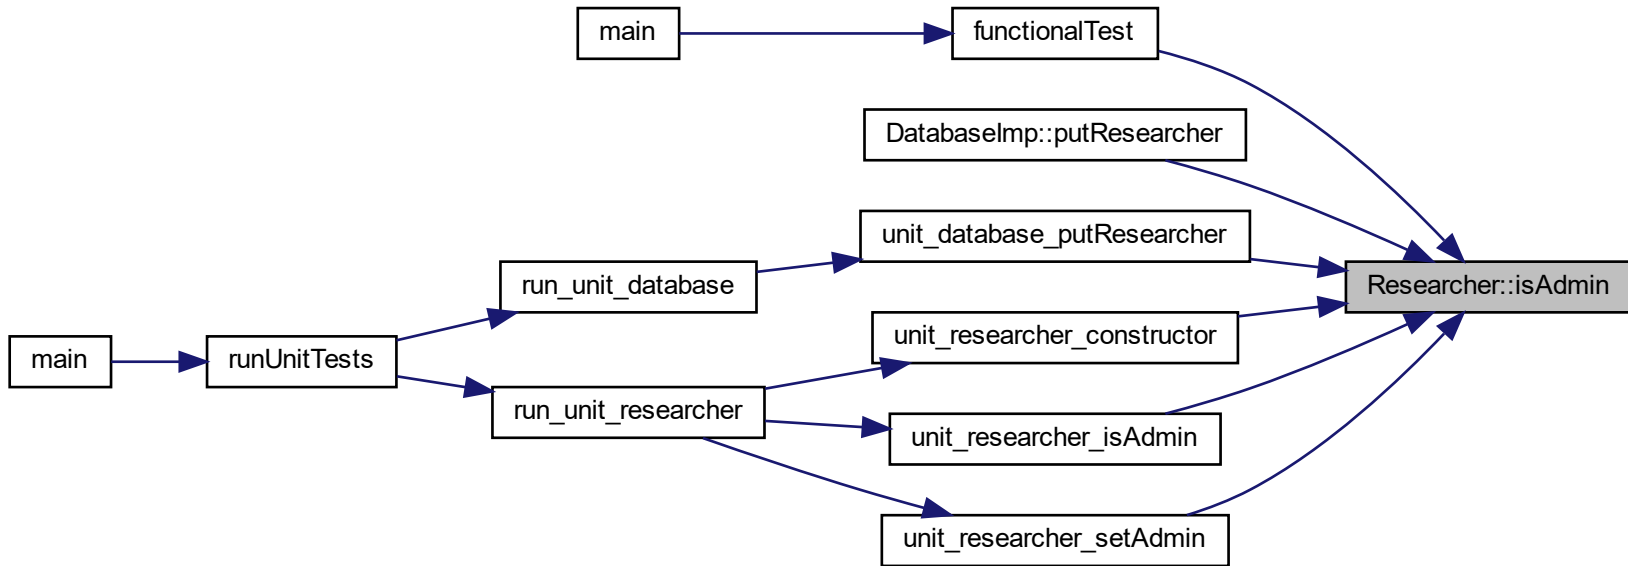 main
functionalTest
DatabaseImp::putResearcher
unit_database_putResearcher
run_unit_database
Researcher::isAdmin
unit_researcher_constructor
main
runUnitTests
run_unit_researcher
unit_researcher_isAdmin
unit_researcher_setAdmin